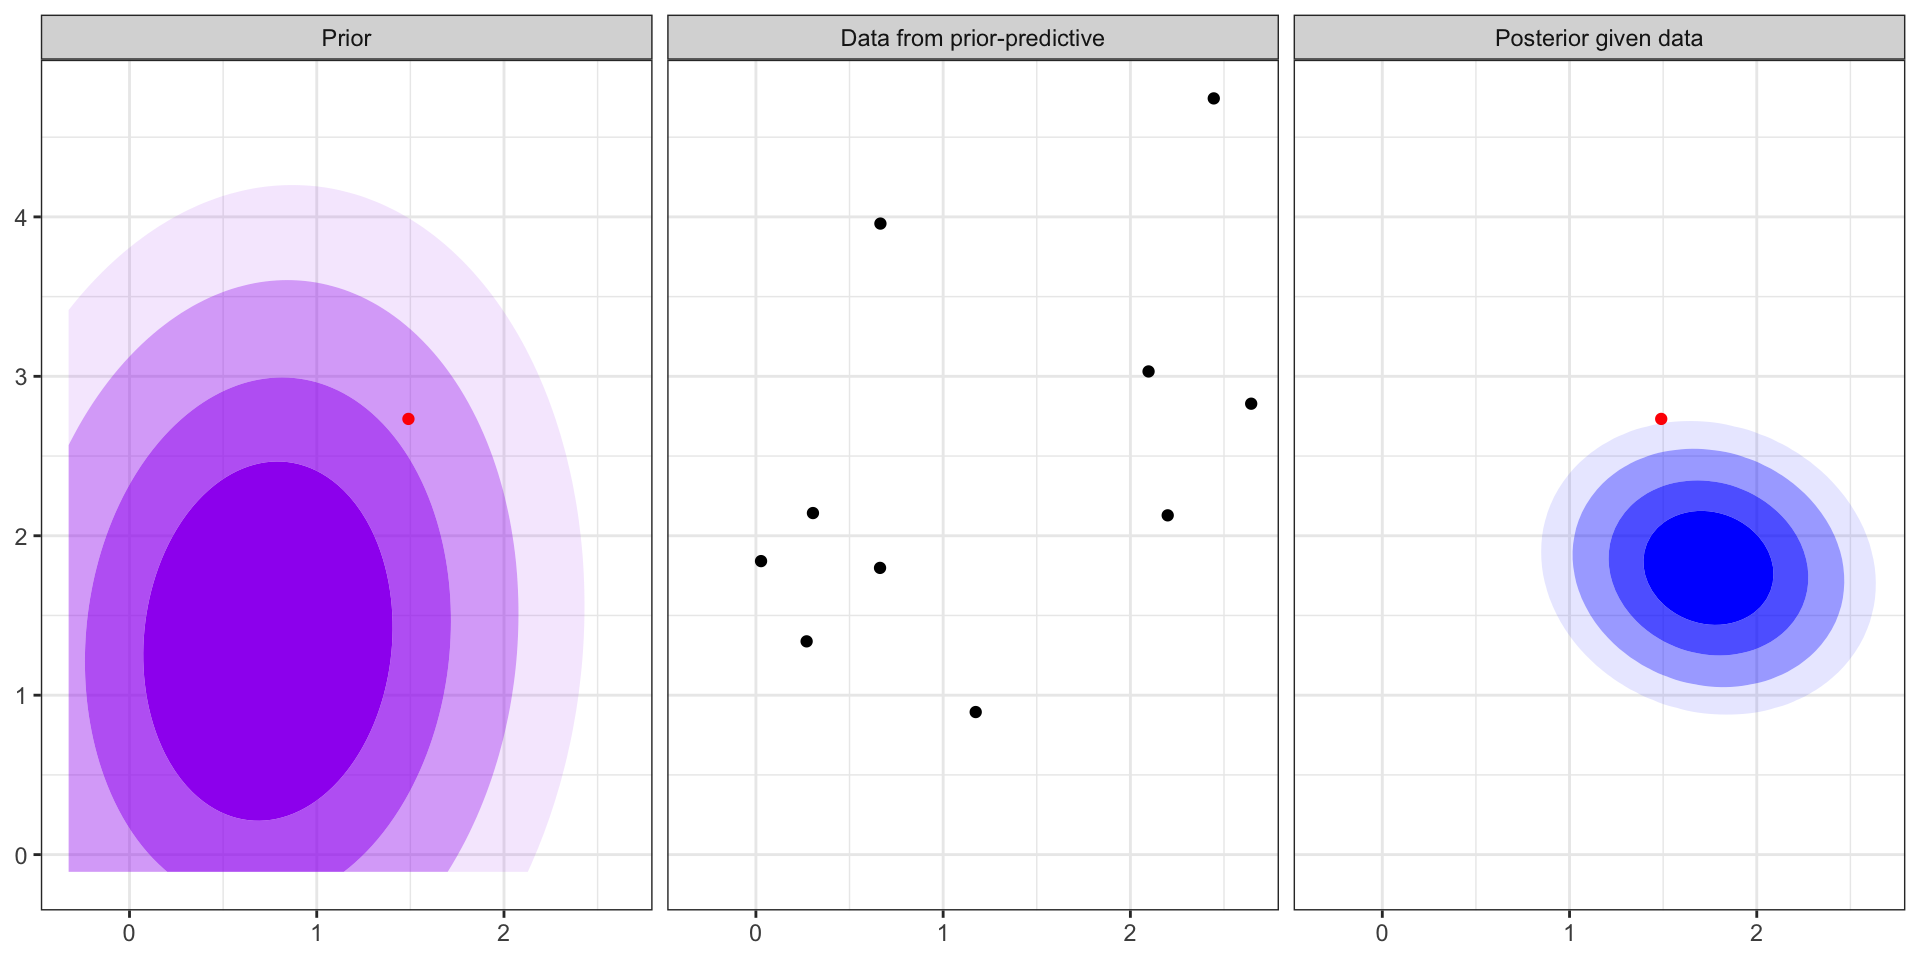 Prior
Data from prior-predictive
Posterior given data
4
3
2
1
0
0 1 2
0 1 2
0 1 2